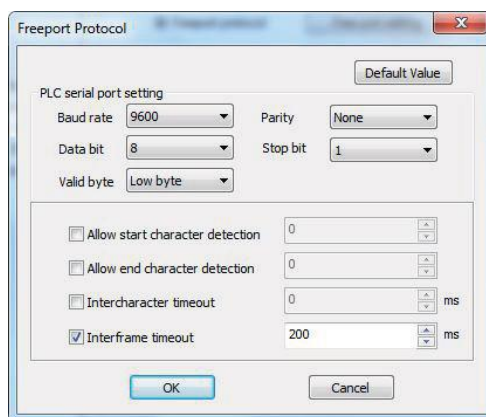 Freeport Protocol
Default Value
PLC serial port setting
Baud rate 9600 Parity None
Data bit 8 Stop bit 1
Valid byte Low byte
Allow start character detection 0
Allow end character detection 0
Intercharacter timeout 0 ms
Interframe timeout 200 ms
OK Cancel